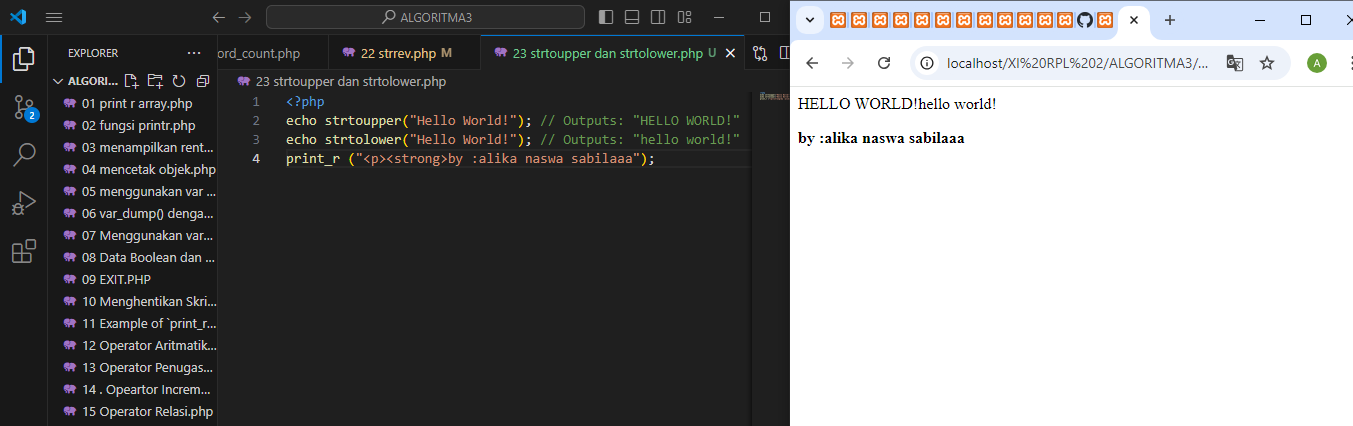 ALGORITMA3
EXPLORER
ord_count.php
22 strrev.php M
23 strtoupper dan strtolower.php U
ALGORI...
23 strtoupper dan strtolower.php
01 print r array.php
02 fungsi printr.php
03 menampilkan rent...
04 mencetak objek.php
05 menggunakan var ...
06 var_dump() denga...
07 Menggunakan var...
08 Data Boolean dan ...
09 EXIT.PHP
10 Menghentikan Skri...
11 Example of `print_r...
12 Operator Aritmatik...
13 Operator Penugas...
14 . Opeartor Increm...
15 Operator Relasi.php
2
1 <?php
2 echo strtoupper("Hello World!"); // Outputs: "HELLO WORLD!"
3 echo strtolower("Hello World!"); // Outputs: "hello world!"
4 print_r ("<p><strong>by :alika naswa sabilaaa");
localhost/XI%20RPL%202/ALGORITMA3/...
A
HELLO WORLD!hello world!
by :alika naswa sabilaaa